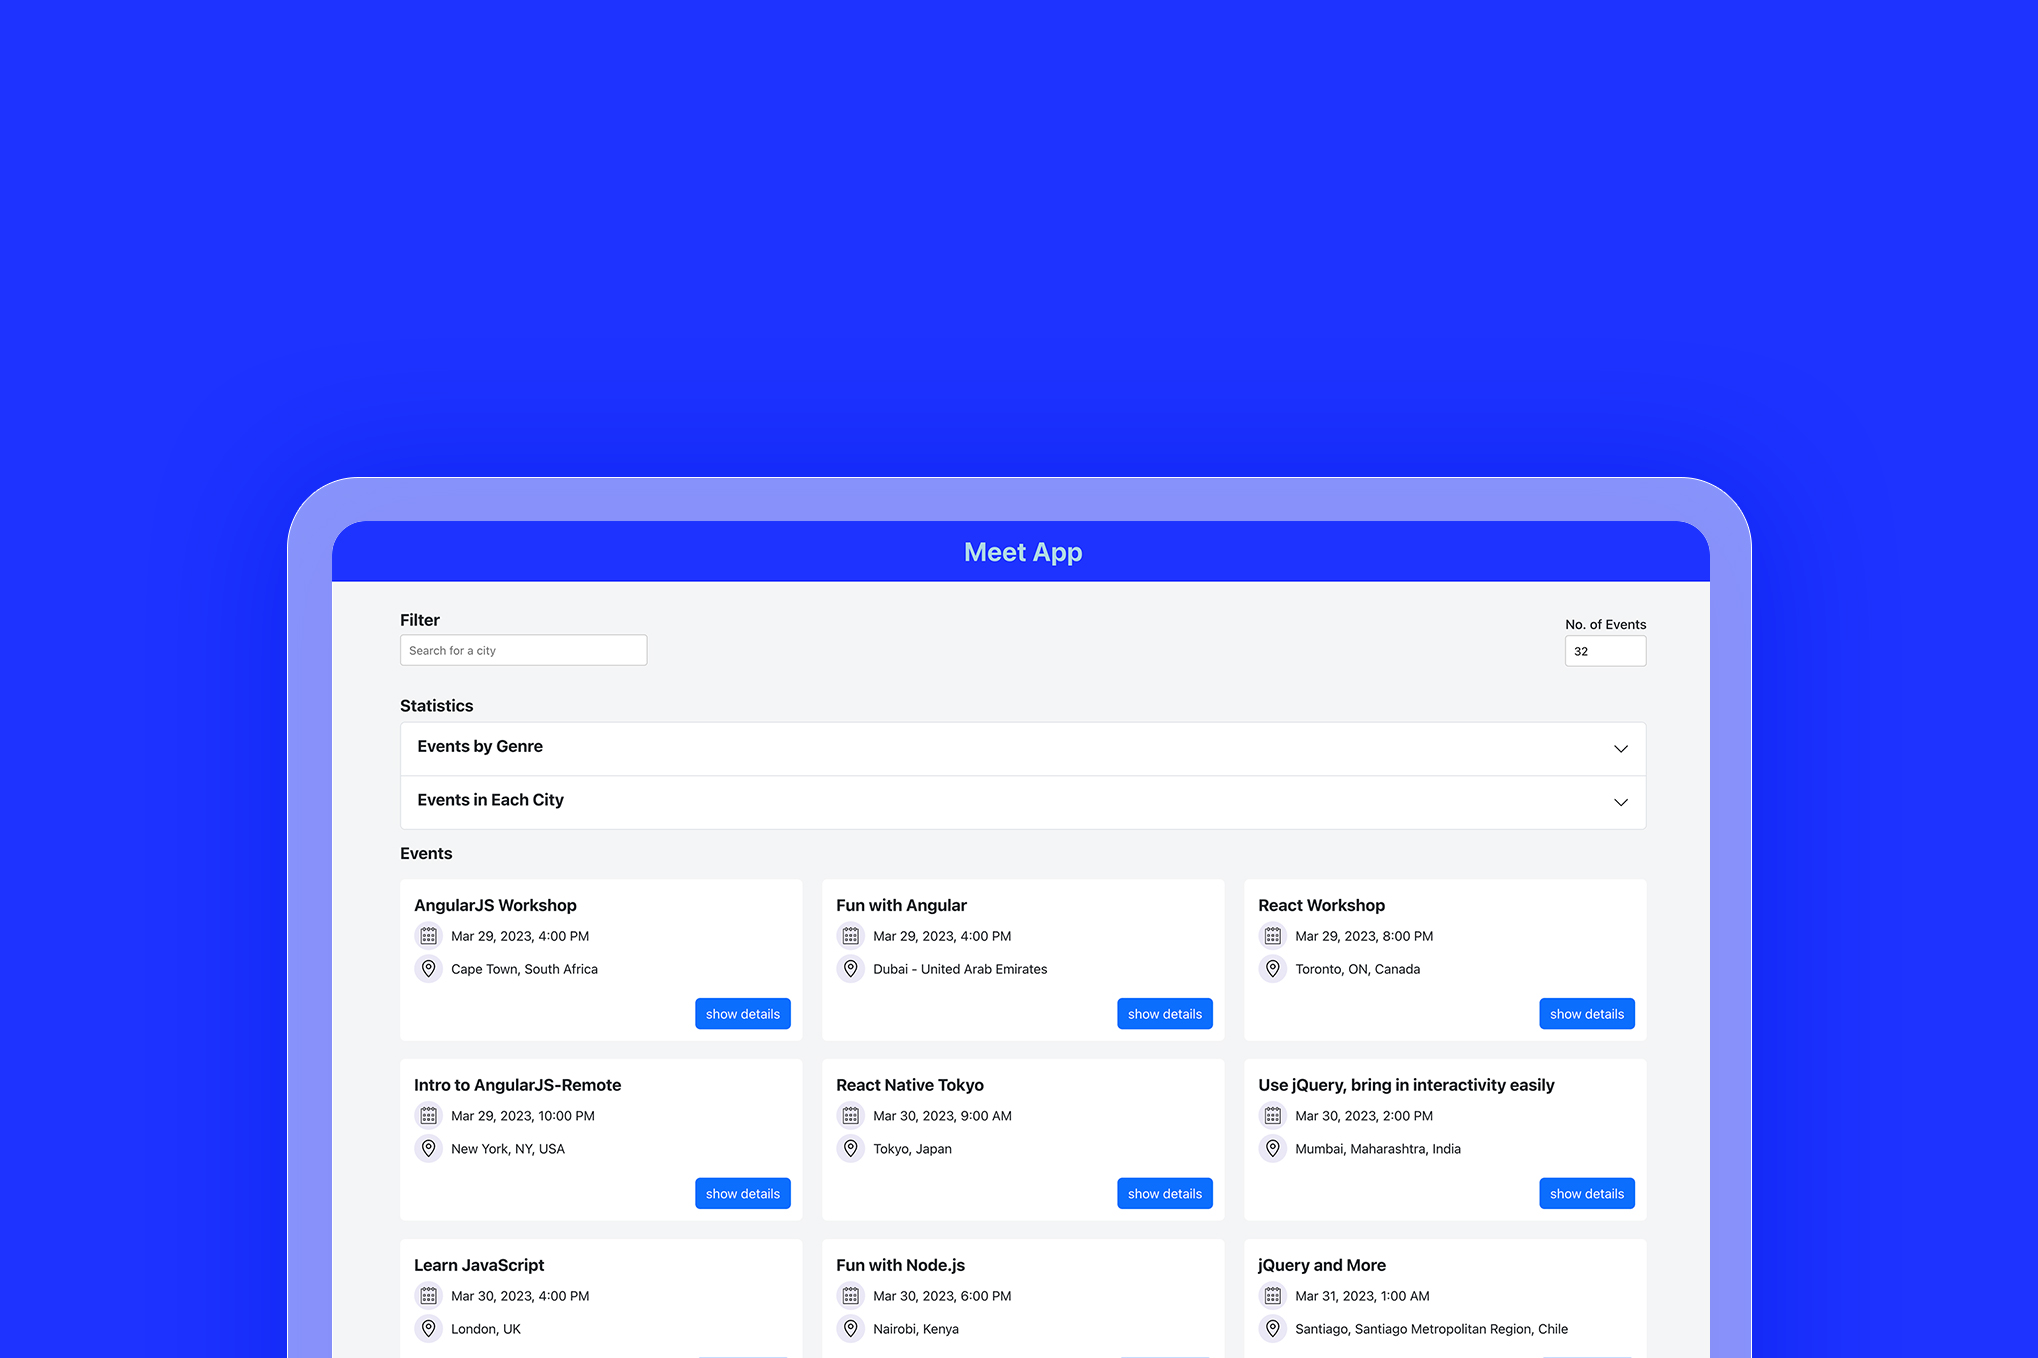 Meet App
Filter
Search for a city
No. of Events
32
Statistics
Events by Genre
Events in Each City
Events
AngularJS Workshop
Mar 29, 2023, 4:00 PM
Cape Town, South Africa
show details
Fun with Angular
Mar 29, 2023, 4:00 PM
Dubai - United Arab Emirates
show details
React Workshop
Mar 29, 2023, 8:00 PM
Toronto, ON, Canada
show details
Intro to AngularJS-Remote
Mar 29, 2023, 10:00 PM
New York, NY, USA
show details
React Native Tokyo
Mar 30, 2023, 9:00 AM
Tokyo, Japan
show details
Use jQuery, bring in interactivity easily
Mar 30, 2023, 2:00 PM
Mumbai, Maharashtra, India
show details
Learn JavaScript
Mar 30, 2023, 4:00 PM
London, UK
Fun with Node.js
Mar 30, 2023, 6:00 PM
Nairobi, Kenya
jQuery and More
Mar 31, 2023, 1:00 AM
Santiago, Santiago Metropolitan Region, Chile